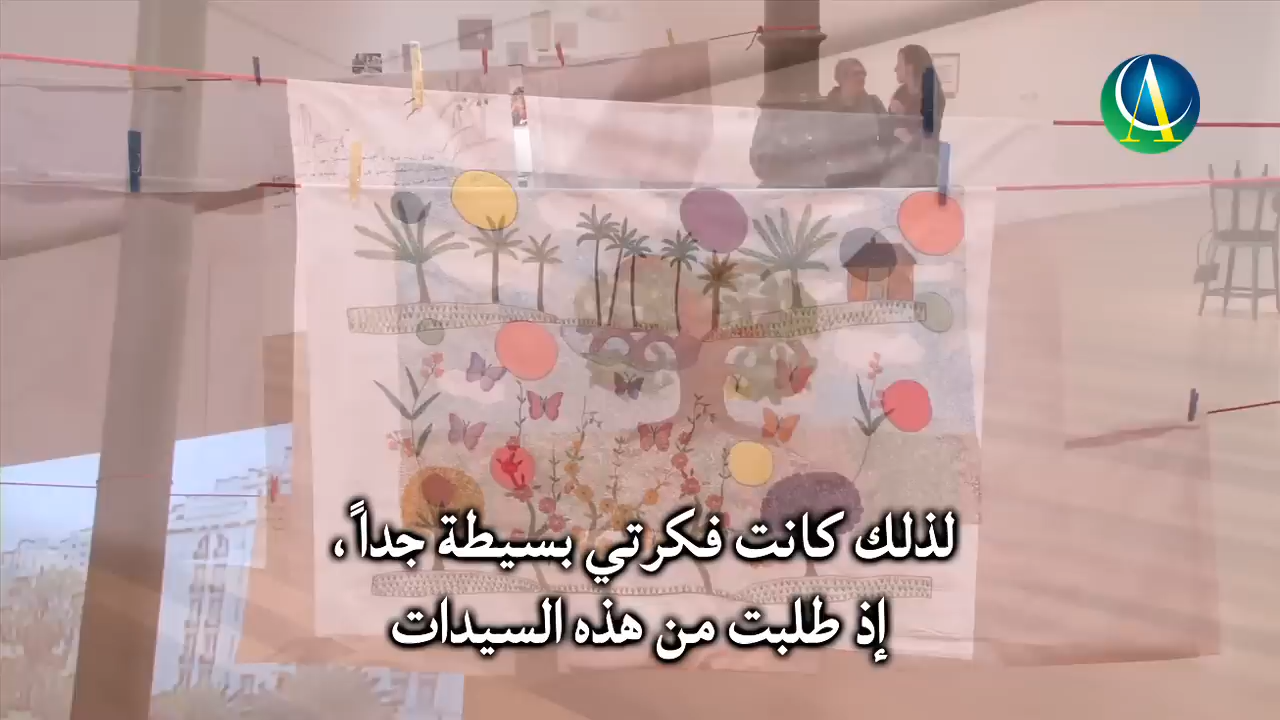 لذلك كانت فكرتي بسيطة جداً،
إذ طلبت من هذه السيدات